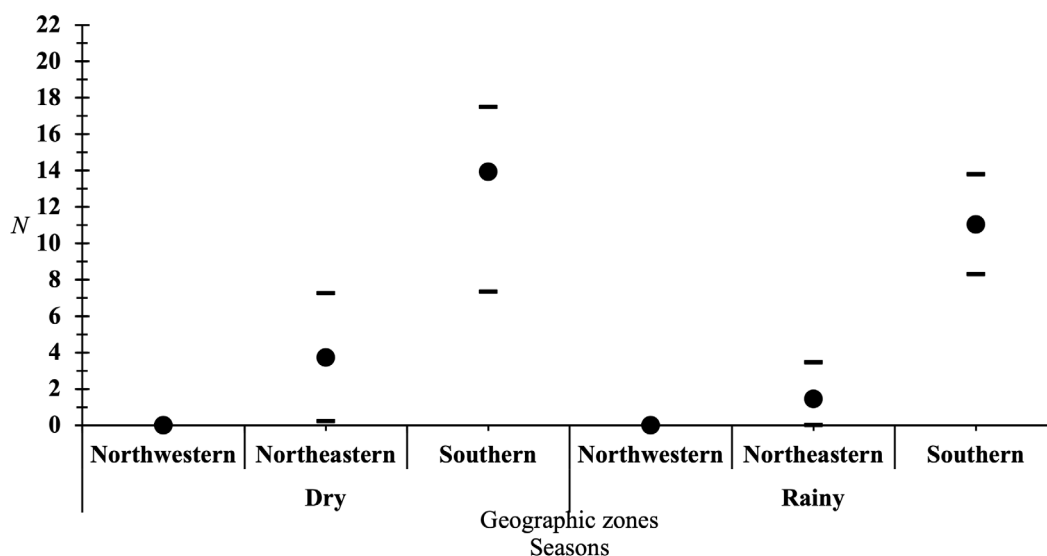 22
20
18
16
14
12
N
10
8
6
4
2
0
Northwestern Northeastern Southern Northwestern Northeastern Southern
Dry Rainy
Geographic zones
Seasons